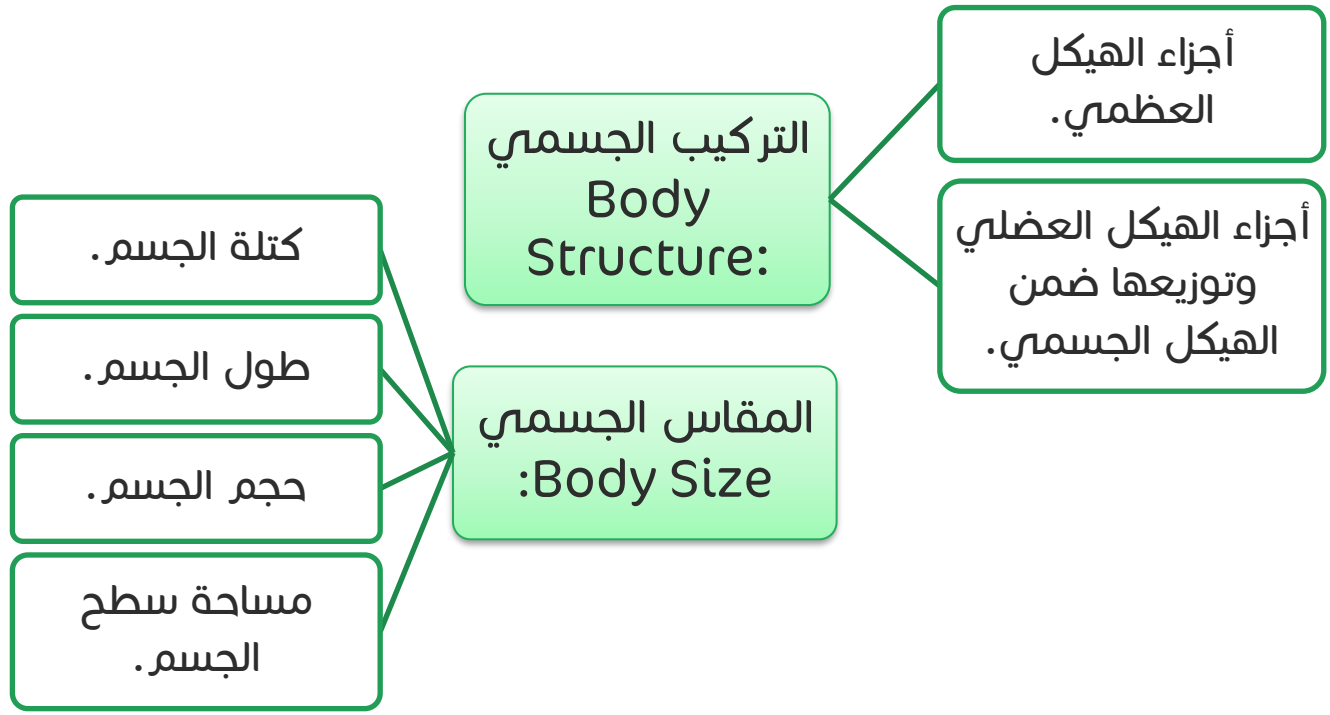 التركيب الجسمي
Body
Structure:
أجزاء الهيكل
العظمي.
أجزاء الهيكل العضلي
وتوزيعها ضمن
الهيكل الجسمي.
المقاس الجسمي
Body Size:
كتلة الجسم.
طول الجسم.
حجم الجسم.
مساحة سطح
الجسم.